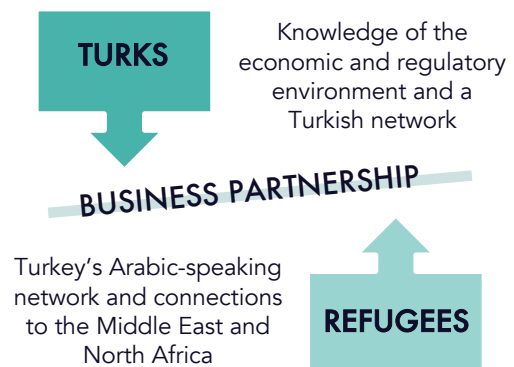 TURKS
Knowledge of the
economic and regulatory
environment and a
Turkish network
BUSINESS PARTNERSHIP
Turkey's Arabic-speaking
network and connections
to the Middle East and
North Africa
REFUGEES